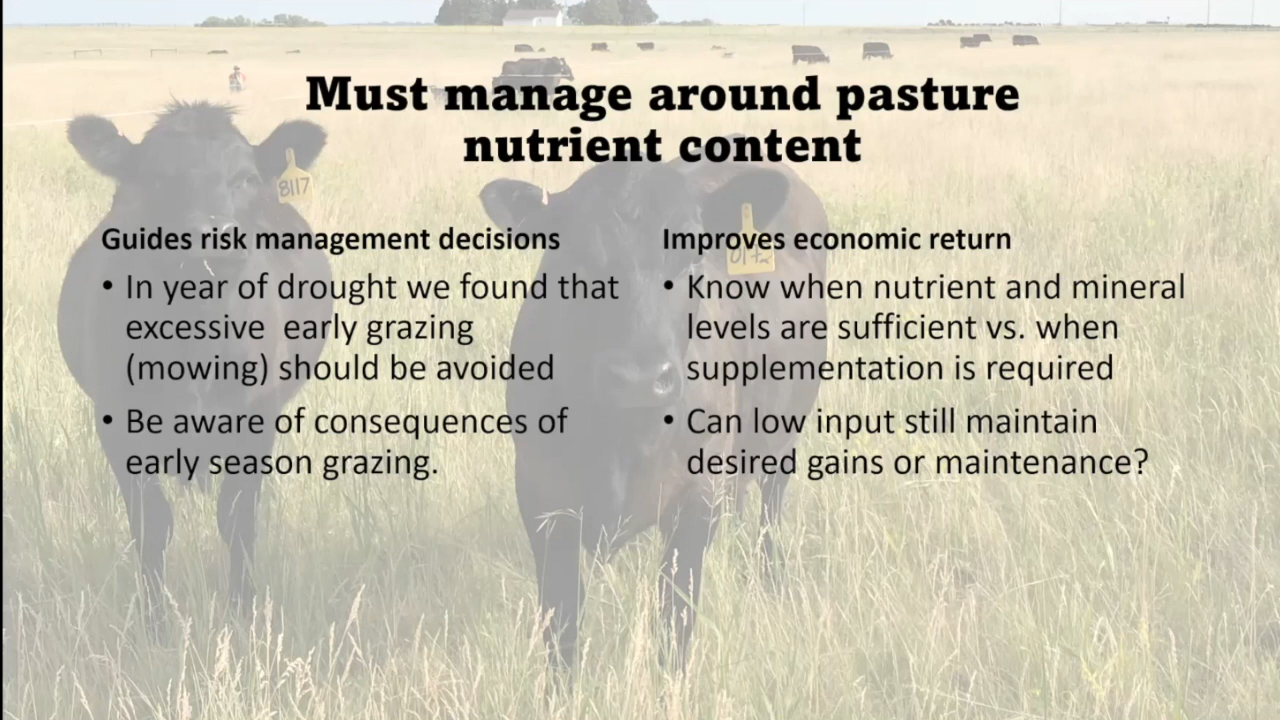 Must manage around pasture
nutrient content
8117
Guides risk management decisions
• In year of drought we found that
excessive  early grazing
(mowing) should be avoided
• Be aware of consequences of
early season grazing.
Improves economic return
• Know when nutrient and mineral
levels are sufficient vs. when
supplementation is required
• Can low input still maintain
desired gains or maintenance?